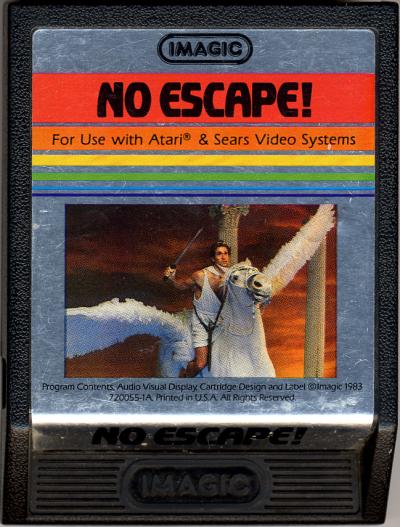 IMAGIC
NO ESCAPE!
For Use with Atari® & Sears Video Systems
Program Contents, Audio Visual Display, Cartridge Design and Label ©Imagic 1983
720055-1A. Printed in U.S.A. All Rights Reserved.
NO ESCAPE!
IMAGIC